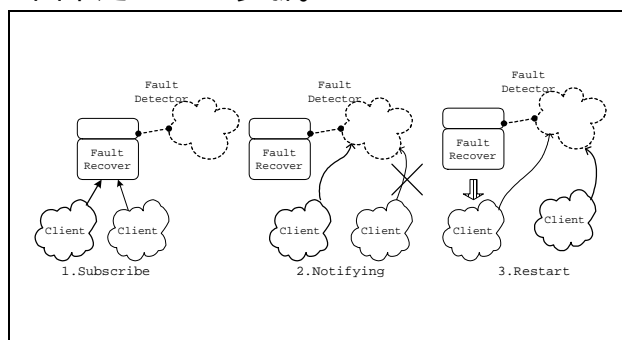 Fault
Detector
Fault
Recover
Client
Client
1.Subscribe
Fault
Detector
Fault
Recover
Client
Client
2.Notifying
Fault
Detector
Fault
Recover
Client
Client
3.Restart